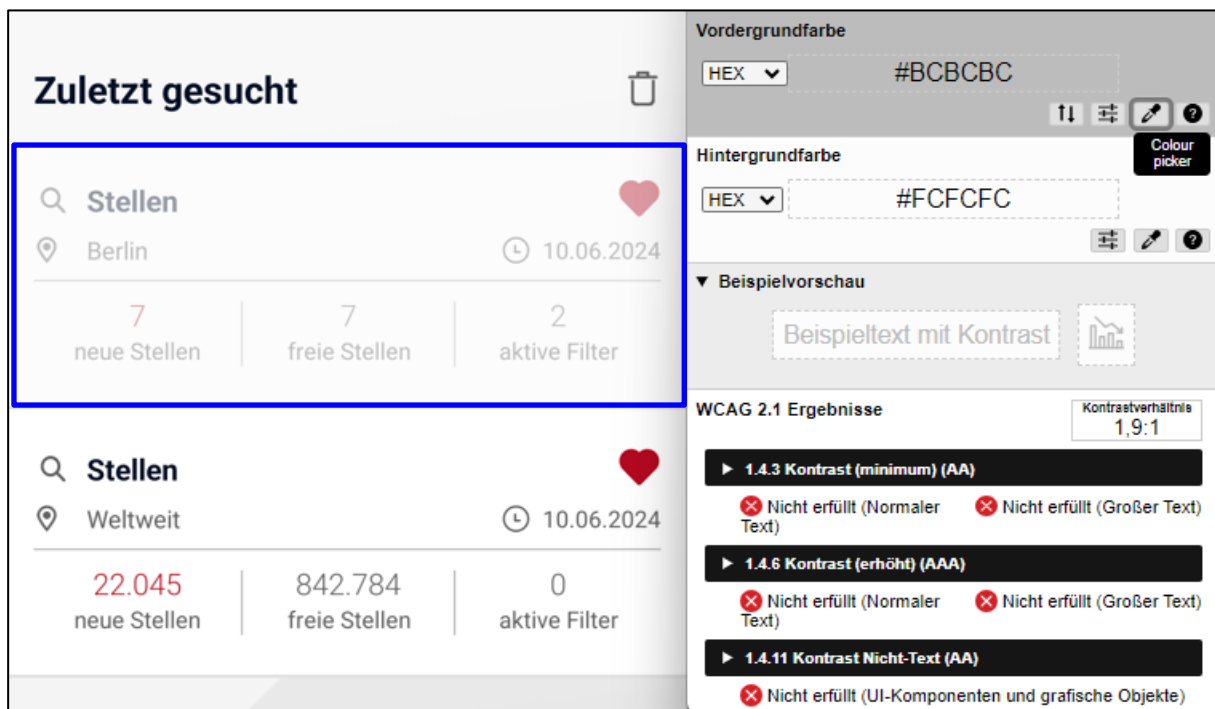 Zuletzt gesucht
Stellen
Berlin
10.06.2024
7
neue Stellen
7
freie Stellen
2
aktive Filter
Stellen
Weltweit
10.06.2024
22.045
neue Stellen
842.784
freie Stellen
0
aktive Filter
Vordergrundfarbe
HEX
#BCBCBC
Colour
picker
Hintergrundfarbe
HEX
#FCFCFC
▼ Beispielvorschau
Beispieltext mit Kontrast
WCAG 2.1 Ergebnisse
Kontrastverhältnis
1,9:1
1.4.3 Kontrast (minimum) (AA)
Nicht erfüllt (Normaler
Text)
Nicht erfüllt (Großer Text)
1.4.6 Kontrast (erhöht) (AAA)
Nicht erfüllt (Normaler
Text)
Nicht erfüllt (Großer Text)
1.4.11 Kontrast Nicht-Text (AA)
Nicht erfüllt (UI-Komponenten und grafische Objekte)